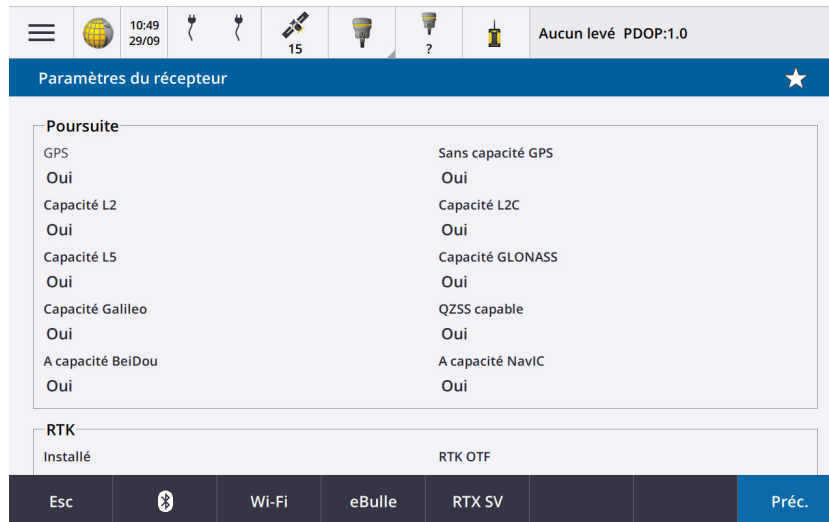 10:49
29/09
15
?
Aucun levé PDOP:1.0
Paramètres du récepteur
Poursuite
GPS
Sans capacité GPS
Oui
Oui
Capacité L2
Capacité L2C
Oui
Oui
Capacité L5
Capacité GLONASS
Oui
Oui
Capacité Galileo
QZSS capable
Oui
Oui
A capacité BeiDou
A capacité NavIC
Oui
Oui
RTK
Installé
RTK OTF
Esc
Wi-Fi
eBulle
RTX SV
Préc.